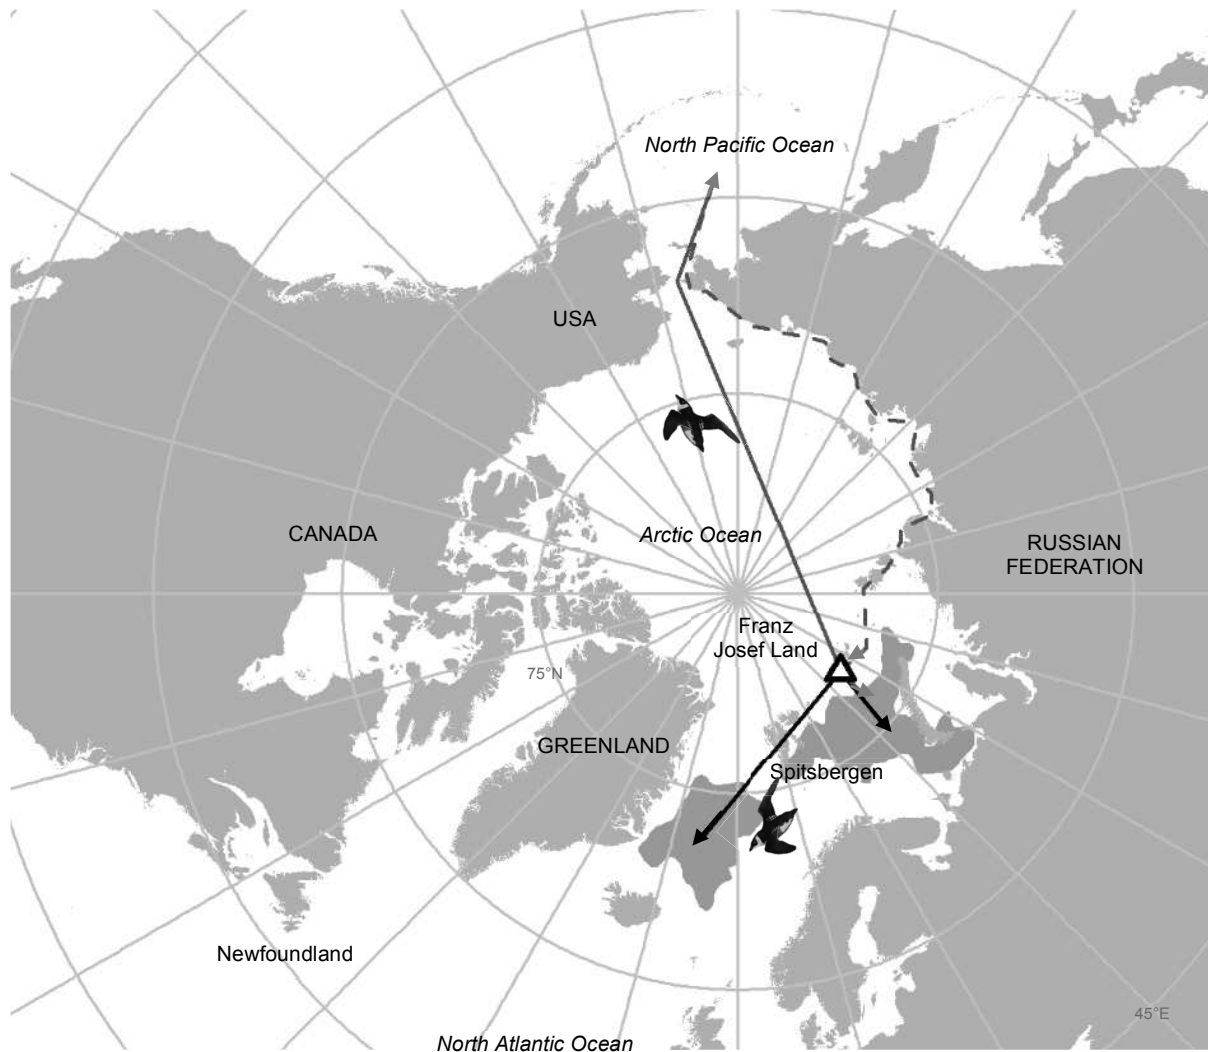 North Pacific Ocean
USA
CANADA
Arctic Ocean
RUSSIAN
FEDERATION
Franz
Josef Land
75°N
GREENLAND
Spitsbergen
Newfoundland
45°E
North Atlantic Ocean